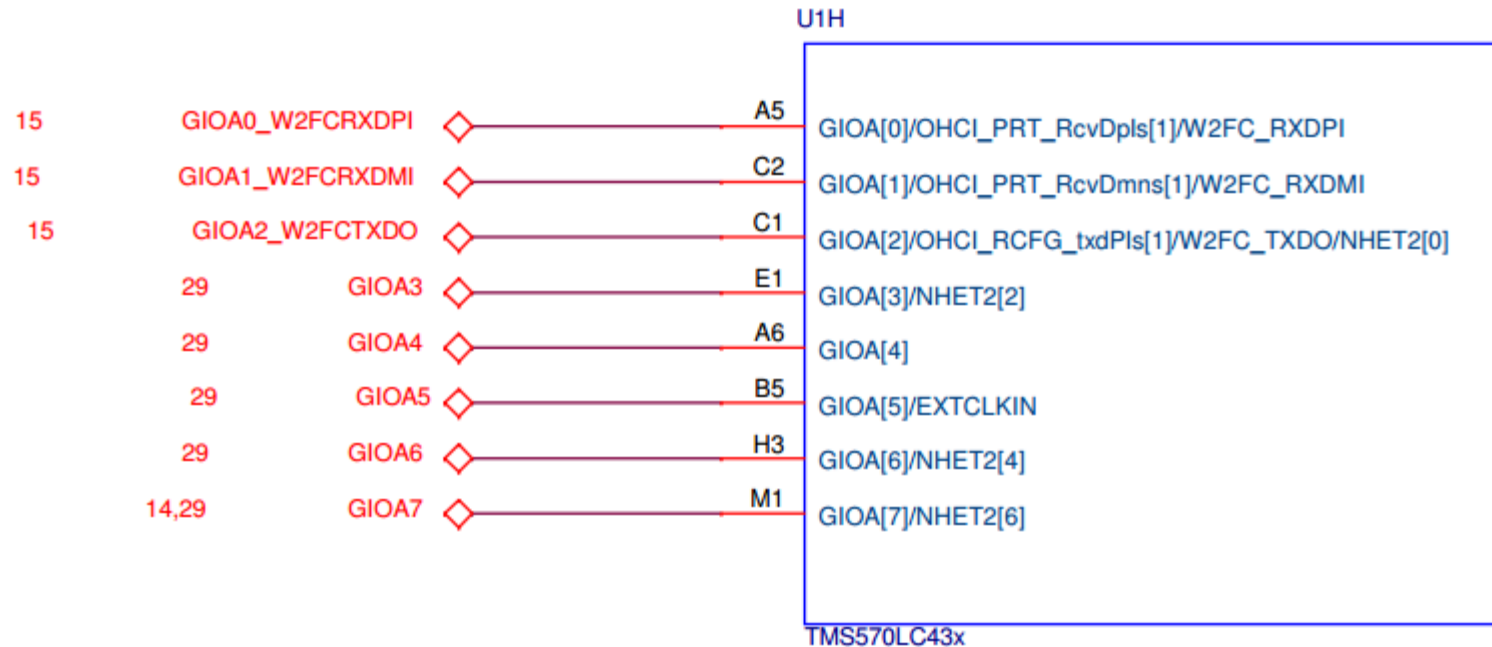 U1H
15 GIOA0_W2FCRXDPI A5 GIOA[0]/OHCI_PRT_RcvDpls[1]/W2FC_RXDPI
15 GIOA1_W2FCRXDMI C2 GIOA[1]/OHCI_PRT_RcvDmns[1]/W2FC_RXDMI
15 GIOA2_W2FCTXDO C1 GIOA[2]/OHCI_RCFG_txdPls[1]/W2FC_TXDO/NHET2[0]
29 GIOA3 E1 GIOA[3]/NHET2[2]
29 GIOA4 A6 GIOA[4]
29 GIOA5 B5 GIOA[5]/EXTCLKIN
29 GIOA6 H3 GIOA[6]/NHET2[4]
14,29 GIOA7 M1 GIOA[7]/NHET2[6]
TMS570LC43x